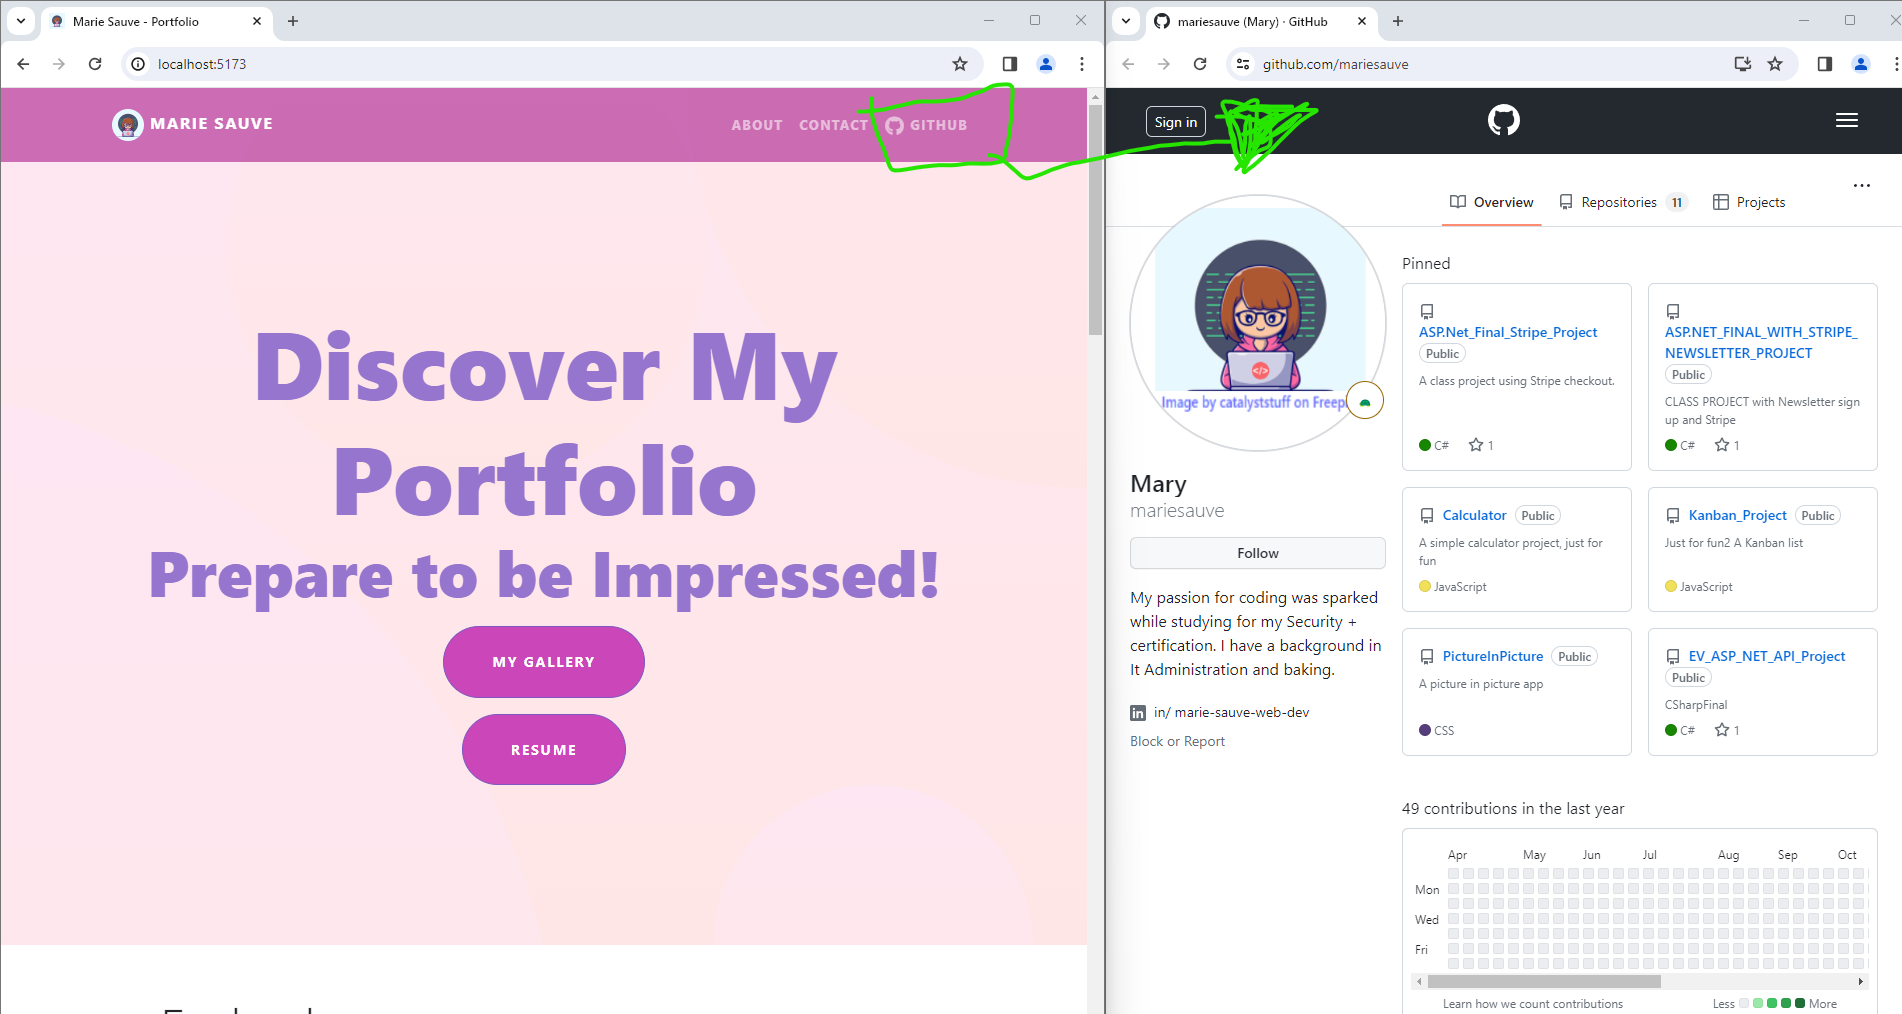 Marie Sauve - Portfolio
localhost:5173
MARIE SAUVE
ABOUT CONTACT GITHUB
Discover My
Portfolio
Prepare to be Impressed!
MY GALLERY
RESUME
mariesauve (Mary) · GitHub
github.com/mariesauve
Sign in
Overview Repositories 11 Projects
Image by catalyststuff on Freep
Mary
mariesauve
Follow
My passion for coding was sparked
while studying for my Security +
certification. I have a background in
It Administration and baking.
in/ marie-sauve-web-dev
Block or Report
Pinned
ASP.Net_Final_Stripe_Project
Public
A class project using Stripe checkout.
C# 1
ASP.NET_FINAL_WITH_STRIPE_
NEWSLETTER_PROJECT
Public
CLASS PROJECT with Newsletter sign
up and Stripe
C# 1
Calculator Public
A simple calculator project, just for
fun
JavaScript
Kanban_Project Public
Just for fun2 A Kanban list
JavaScript
PictureInPicture Public
A picture in picture app
CSS
EV_ASP_NET_API_Project
Public
CSharpFinal
C# 1
49 contributions in the last year
Apr May Jun Jul Aug Sep Oct
Mon
Wed
Fri
Learn how we count contributions
Less More